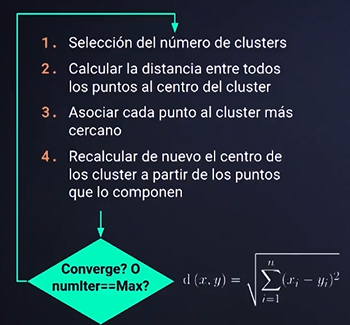 1. Selección del número de clusters
2. Calcular la distancia entre todos
los puntos al centro del cluster
3. Asociar cada punto al cluster más
cercano
4. Recalcular de nuevo el centro de
los cluster a partir de los puntos
que lo componen
Converge? O
numIter==Max?
d (x, y) = √(∑_{i=1}^{n} (x_i − y_i)²)